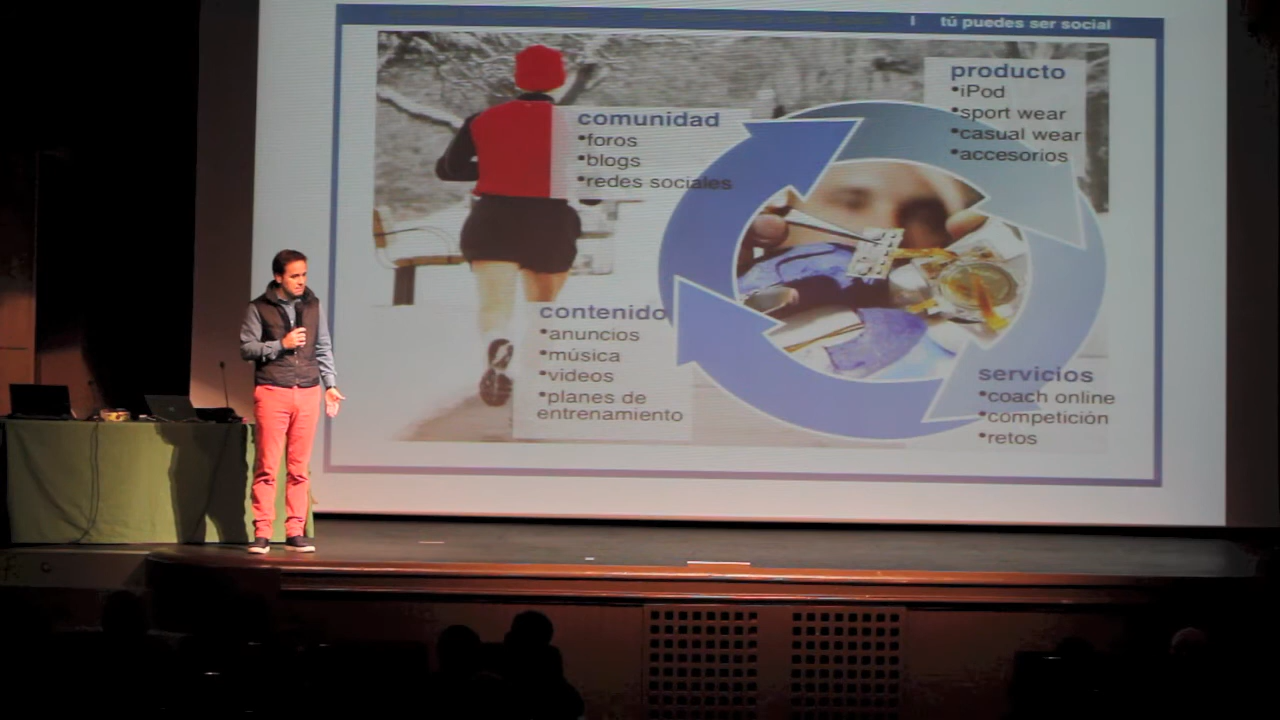 | tú puedes ser social
comunidad
•foros
•blogs
•redes sociales
producto
•iPod
•sport wear
•casual wear
•accesorios
contenido
•anuncios
•música
•videos
•planes de
entrenamiento
servicios
•coach online
•competición
•retos